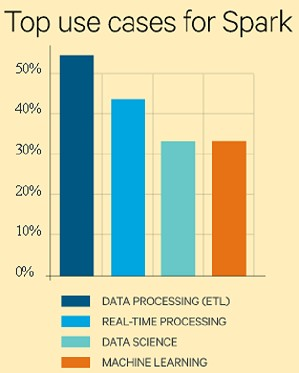 Top use cases for Spark
50%
40%
30%
20%
10%
0%
DATA PROCESSING (ETL)
REAL-TIME PROCESSING
DATA SCIENCE
MACHINE LEARNING